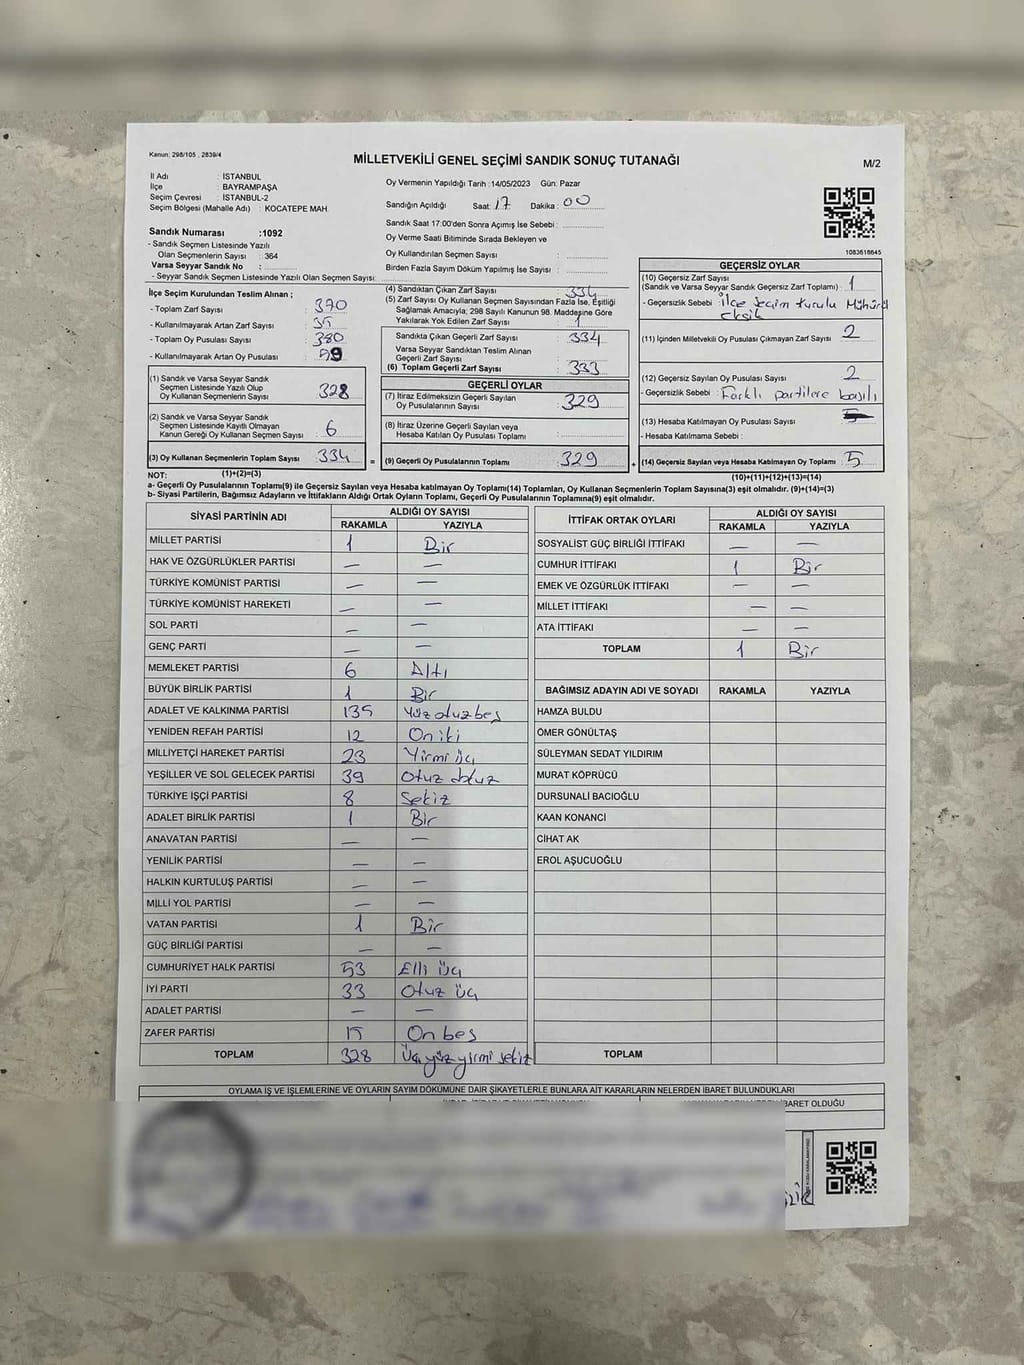 Kanun; 298/105 , 2839/4
MİLLETVEKİLİ GENEL SEÇİMİ SANDIK SONUÇ TUTANAĞI
M/2
İl Adı : İSTANBUL
İlçe : BAYRAMPAŞA
Seçim Çevresi : İSTANBUL-2
Seçim Bölgesi (Mahalle Adı) : KOCATEPE MAH.
Sandık Numarası :1092
- Sandık Seçmen Listesinde Yazılı
Olan Seçmenlerin Sayısı : 364
Varsa Seyyar Sandık No :
- Seyyar Sandık Seçmen Listesinde Yazılı Olan Seçmen Sayısı:
Oy Vermenin Yapıldığı Tarih :14/05/2023 Gün: Pazar
Sandığın Açıldığı Saat: 17 Dakika : 00
Sandık Saat 17.00'den Sonra Açımış İse Sebebi :
Oy Verme Saati Bitiminde Sırada Bekleyen ve
Oy Kullandırılan Seçmen Sayısı :
Birden Fazla Sayım Döküm Yapılmış İse Sayısı :
1083618645
İlçe Seçim Kurulundan Teslim Alınan ;
- Toplam Zarf Sayısı : 370
- Kullanılmayarak Artan Zarf Sayısı : 35
- Toplam Oy Pusulası Sayısı : 380
- Kullanılmayarak Artan Oy Pusulası :
(1) Sandık ve Varsa Seyyar Sandık
Seçmen Listesinde Yazılı Olup
Oy Kullanan Seçmenlerin Sayısı : 328
(2) Sandık ve Varsa Seyyar Sandık
Seçmen Listesinde Kayıtlı Olmayan
Kanun Gereği Oy Kullanan Seçmen Sayısı : 6
(3) Oy Kullanan Seçmenlerin Toplam Sayısı : 334
(1)+(2)=(3)
(4) Sandıktan Çıkan Zarf Sayısı : 334
(5) Zarf Sayısı Oy Kullanan Seçmen Sayısından Fazla İse, Eşitliği
Sağlamak Amacıyla; 298 Sayılı Kanunun 98. Maddesine Göre
Yakılarak Yok Edilen Zarf Sayısı : 1
Sandıkta Çıkan Geçerli Zarf Sayısı : 334
Varsa Seyyar Sandıktan Teslim Alınan
Geçerli Zarf Sayısı :
(6) Toplam Geçerli Zarf Sayısı : 333
GEÇERLİ OYLAR
(7) İtiraz Edilmeksizin Geçerli Sayılan
Oy Pusulalarının Sayısı : 329
(8) İtiraz Üzerine Geçerli Sayılan veya
Hesaba Katılan Oy Pusulası Toplamı :
= (9) Geçerli Oy Pusulalarının Toplamı : 329
GEÇERSİZ OYLAR
(10) Geçersiz Zarf Sayısı
(Sandık ve Varsa Seyyar Sandık Geçersiz Zarf Toplamı) : 1
- Geçersizlik Sebebi : İlçe Seçim Kurulu Mührü
eksik
(11) İçinden Milletvekili Oy Pusulası Çıkmayan Zarf Sayısı : 2
(12) Geçersiz Sayılan Oy Pusulası Sayısı : 2
- Geçersizlik Sebebi : Farklı partilere basılı
(13) Hesaba Katılmayan Oy Pusulası Sayısı :
- Hesaba Katılmama Sebebi :
+ (14) Geçersiz Sayılan veya Hesaba Katılmayan Oy Toplamı : 5
(10)+(11)+(12)+(13)=(14)
NOT:
a- Geçerli Oy Pusulalarının Toplamı(9) ile Geçersiz Sayılan veya Hesaba Katılmayan Oy Toplamı(14) Toplamları, Oy Kullanan Seçmenlerin Toplam Sayısına(3) eşit olmalıdır. (9)+(14)=(3)
b- Siyasi Partilerin, Bağımsız Adayların ve İttifakların Aldığı Ortak Oyların Toplamı, Geçerli Oy Pusulalarının Toplamına(9) eşit olmalıdır.
SİYASİ PARTİNİN ADI ALDIĞI OY SAYISI
RAKAMLA YAZIYLA
MİLLET PARTİSİ 1 Bir
HAK VE ÖZGÜRLÜKLER PARTİSİ — —
TÜRKİYE KOMÜNİST PARTİSİ — —
TÜRKİYE KOMÜNİST HAREKETİ — —
SOL PARTİ — —
GENÇ PARTİ — —
MEMLEKET PARTİSİ 6 Altı
BÜYÜK BİRLİK PARTİSİ 1 Bir
ADALET VE KALKINMA PARTİSİ 135 Yüz otuz beş
YENİDEN REFAH PARTİSİ 12 On iki
MİLLİYETÇİ HAREKET PARTİSİ 23 Yirmi üç
YEŞİLLER VE SOL GELECEK PARTİSİ 39 Otuz dokuz
TÜRKİYE İŞÇİ PARTİSİ 8 Sekiz
ADALET BİRLİK PARTİSİ 1 Bir
ANAVATAN PARTİSİ — —
YENİLİK PARTİSİ — —
HALKIN KURTULUŞ PARTİSİ — —
MİLLİ YOL PARTİSİ — —
VATAN PARTİSİ 1 Bir
GÜÇ BİRLİĞİ PARTİSİ — —
CUMHURİYET HALK PARTİSİ 53 Elli üç
İYİ PARTİ 33 Otuz üç
ADALET PARTİSİ — —
ZAFER PARTİSİ 15 On beş
TOPLAM 328 Üç yüz yirmi sekiz
İTTİFAK ORTAK OYLARI ALDIĞI OY SAYISI
RAKAMLA YAZIYLA
SOSYALİST GÜÇ BİRLİĞİ İTTİFAKI — —
CUMHUR İTTİFAKI 1 Bir
EMEK VE ÖZGÜRLÜK İTTİFAKI — —
MİLLET İTTİFAKI — —
ATA İTTİFAKI — —
TOPLAM 1 Bir
BAĞIMSIZ ADAYIN ADI VE SOYADI RAKAMLA YAZIYLA
HAMZA BULDU
ÖMER GÖNÜLTAŞ
SÜLEYMAN SEDAT YILDIRIM
MURAT KÖPRÜCÜ
DURSUNALİ BACIOĞLU
KAAN KONANCİ
CİHAT AK
EROL AŞUCUOĞLU
TOPLAM
OYLAMA İŞ VE İŞLEMLERİNE VE OYLARIN SAYIM DÖKÜMÜNE DAİR ŞİKAYETLERLE BUNLARA AİT KARARLARIN NELERDEN İBARET BULUNDUKLARI
İBARET OLDUĞU